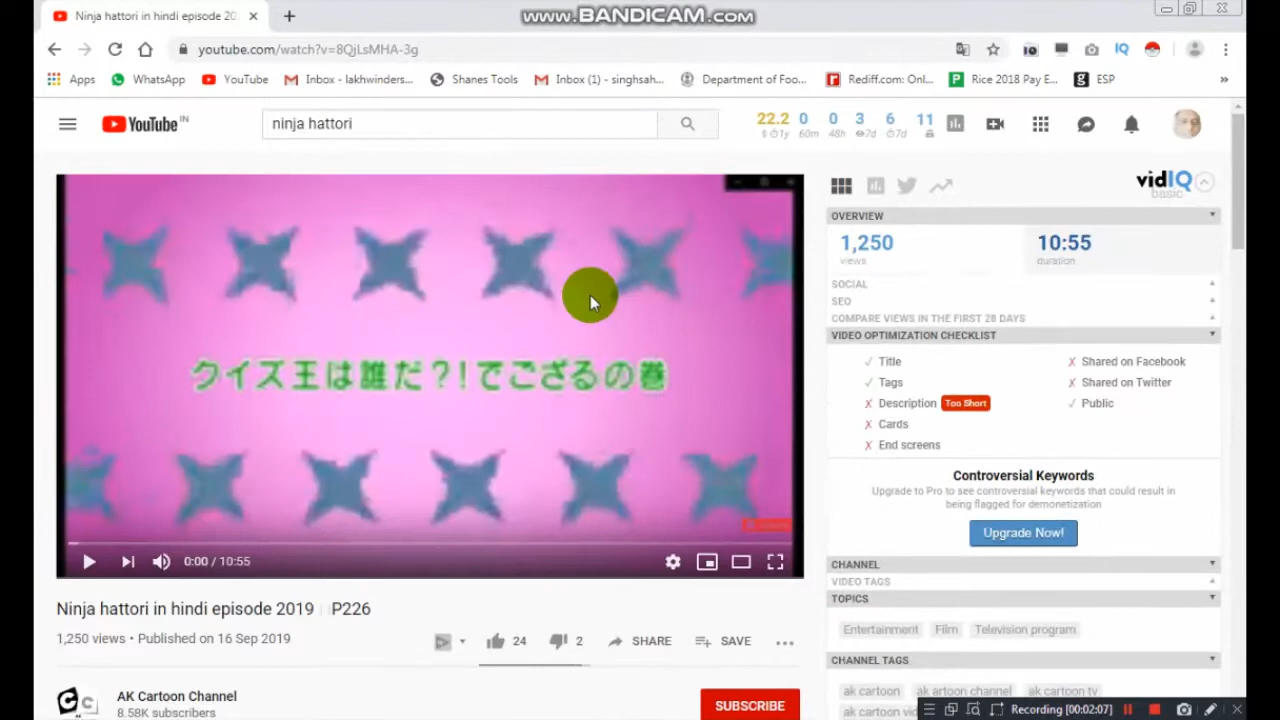 Ninja hattori in hindi episode 20
www.BANDICAM.com
youtube.com/watch?v=8QjLsMHA-3g
Apps WhatsApp YouTube Inbox - lakhwinders... Shanes Tools Inbox (1) - singhsah... Department of Foo... Rediff.com: Onl... Rice 2018 Pay E... ESP »
YouTube IN
ninja hattori
22.2 0 0 3 6 11
1y 60m 48h 7d 7d
vidIQ
basic
クイズ王は誰だ?!でござるの巻
0:00 / 10:55
Ninja hattori in hindi episode 2019 P226
1,250 views • Published on 16 Sep 2019
24 2 SHARE SAVE
AK Cartoon Channel
8.58K subscribers
SUBSCRIBE
OVERVIEW
1,250 10:55
views duration
SOCIAL
SEO
COMPARE VIEWS IN THE FIRST 28 DAYS
VIDEO OPTIMIZATION CHECKLIST
✓ Title ✗ Shared on Facebook
✓ Tags ✗ Shared on Twitter
✗ Description Too Short ✓ Public
✗ Cards
✗ End screens
Controversial Keywords
Upgrade to Pro to see controversial keywords that could result in
being flagged for demonetization
Upgrade Now!
CHANNEL
VIDEO TAGS
TOPICS
Entertainment Film Television program
CHANNEL TAGS
ak cartoon ak artoon channel ak cartoon tv
ak cartoon
Recording [00:02:07]